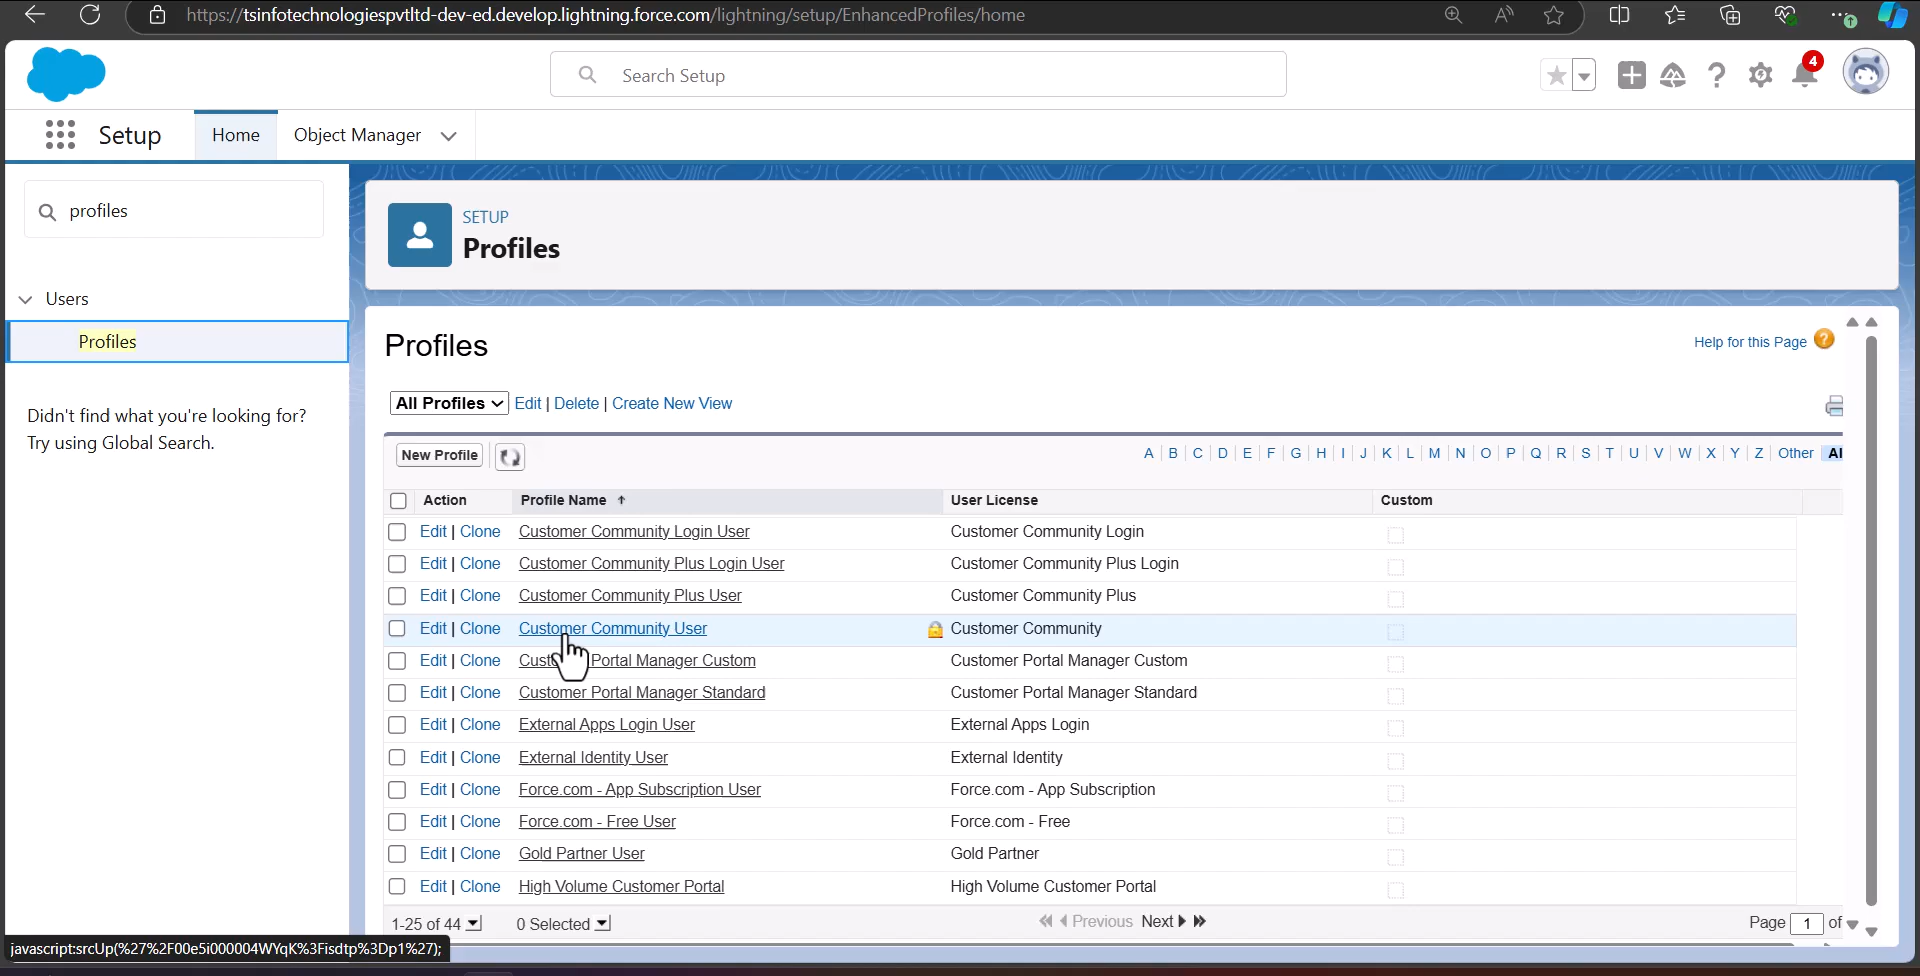 https://tsinfotechnologiespvtltd-dev-ed.develop.lightning.force.com/lightning/setup/EnhancedProfiles/home
Search Setup
4
Setup
Home
Object Manager
profiles
Users
Profiles
Didn't find what you're looking for?
Try using Global Search.
SETUP
Profiles
Profiles
Help for this Page ?
All Profiles Edit | Delete | Create New View
New Profile
A | B | C | D | E | F | G | H | I | J | K | L | M | N | O | P | Q | R | S | T | U | V | W | X | Y | Z | Other | Al
Action Profile Name ↑ User License Custom
Edit | Clone Customer Community Login User Customer Community Login
Edit | Clone Customer Community Plus Login User Customer Community Plus Login
Edit | Clone Customer Community Plus User Customer Community Plus
Edit | Clone Customer Community User Customer Community
Edit | Clone Portal Manager Custom Customer Portal Manager Custom
Edit | Clone Customer Portal Manager Standard Customer Portal Manager Standard
Edit | Clone External Apps Login User External Apps Login
Edit | Clone External Identity User External Identity
Edit | Clone Force.com - App Subscription User Force.com - App Subscription
Edit | Clone Force.com - Free User Force.com - Free
Edit | Clone Gold Partner User Gold Partner
Edit | Clone High Volume Customer Portal High Volume Customer Portal
1-25 of 44 0 Selected Previous Next Page 1 of
javascript:srcUp(%27%2F00e5i000004WYqK%3Fisdtp%3Dp1%27);